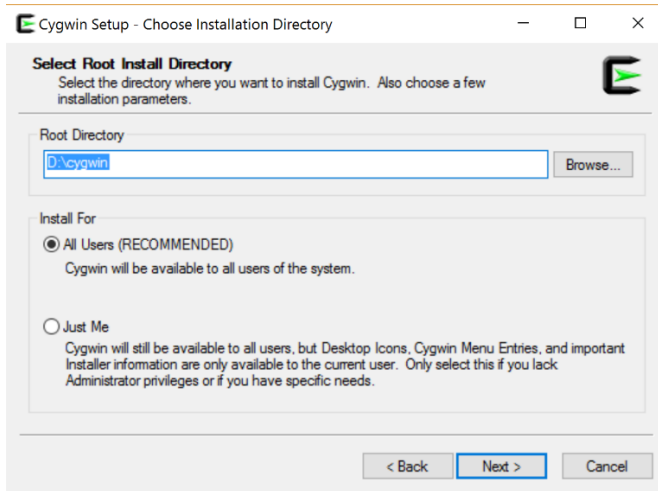 Cygwin Setup - Choose Installation Directory
Select Root Install Directory
Select the directory where you want to install Cygwin. Also choose a few
installation parameters.
Root Directory
D:\cygwin
Browse...
Install For
All Users (RECOMMENDED)
Cygwin will be available to all users of the system.
Just Me
Cygwin will still be available to all users, but Desktop Icons, Cygwin Menu Entries, and important
Installer information are only available to the current user. Only select this if you lack
Administrator privileges or if you have specific needs.
< Back
Next >
Cancel